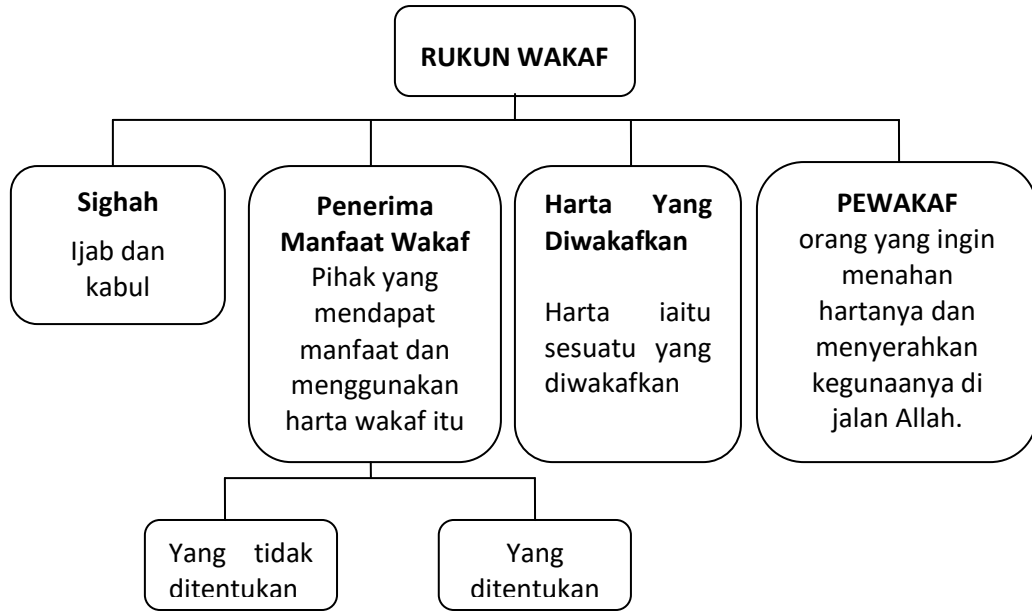 RUKUN WAKAF
Sighah
Ijab dan
kabul
Penerima
Manfaat Wakaf
Pihak yang
mendapat
manfaat dan
menggunakan
harta wakaf itu
Harta Yang
Diwakafkan
Harta iaitu
sesuatu yang
diwakafkan
PEWAKAF
orang yang ingin
menahan
hartanya dan
menyerahkan
kegunaanya di
jalan Allah.
Yang tidak
ditentukan
Yang
ditentukan